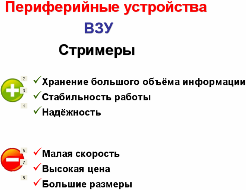 Периферийные устройства
ВЗУ
Стримеры
Хранение большого объёма информации
Стабильность работы
Надёжность
Малая скорость
Высокая цена
Большие размеры